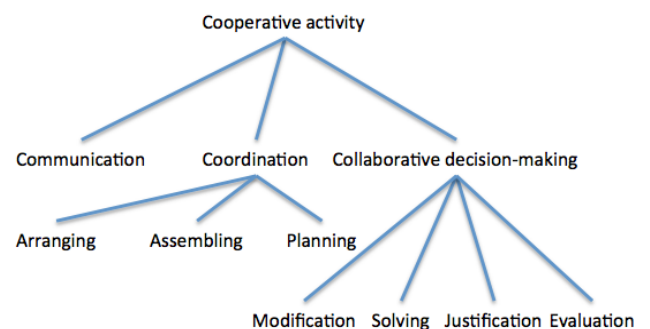 Cooperative activity
Communication Coordination Collaborative decision-making
Arranging Assembling Planning
Modification Solving Justification Evaluation